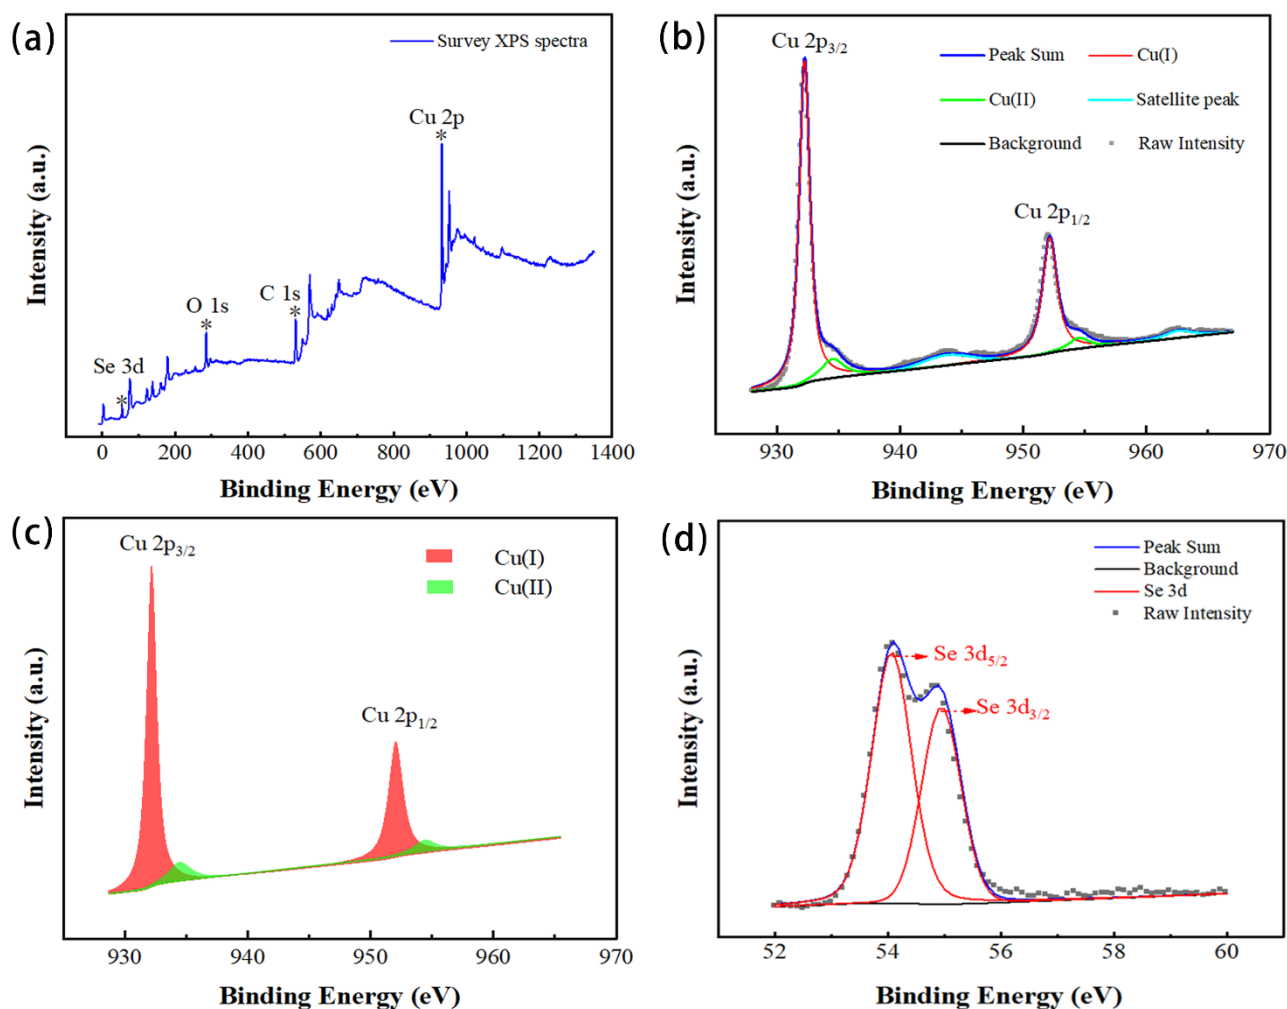 (a)
Survey XPS spectra
Cu 2p
*
O 1s
*
C 1s
*
Se 3d
*
Intensity (a.u.)
0 200 400 600 800 1000 1200 1400
Binding Energy (eV)
(b)
Cu 2p3/2
Peak Sum Cu(I)
Cu(II) Satellite peak
Background Raw Intensity
Cu 2p1/2
Intensity (a.u.)
930 940 950 960 970
Binding Energy (eV)
(c)
Cu 2p3/2
Cu(I)
Cu(II)
Cu 2p1/2
Intensity (a.u.)
930 940 950 960 970
Binding Energy (eV)
(d)
Peak Sum
Background
Se 3d
Raw Intensity
Se 3d5/2
Se 3d3/2
Intensity (a.u.)
52 54 56 58 60
Binding Energy (eV)